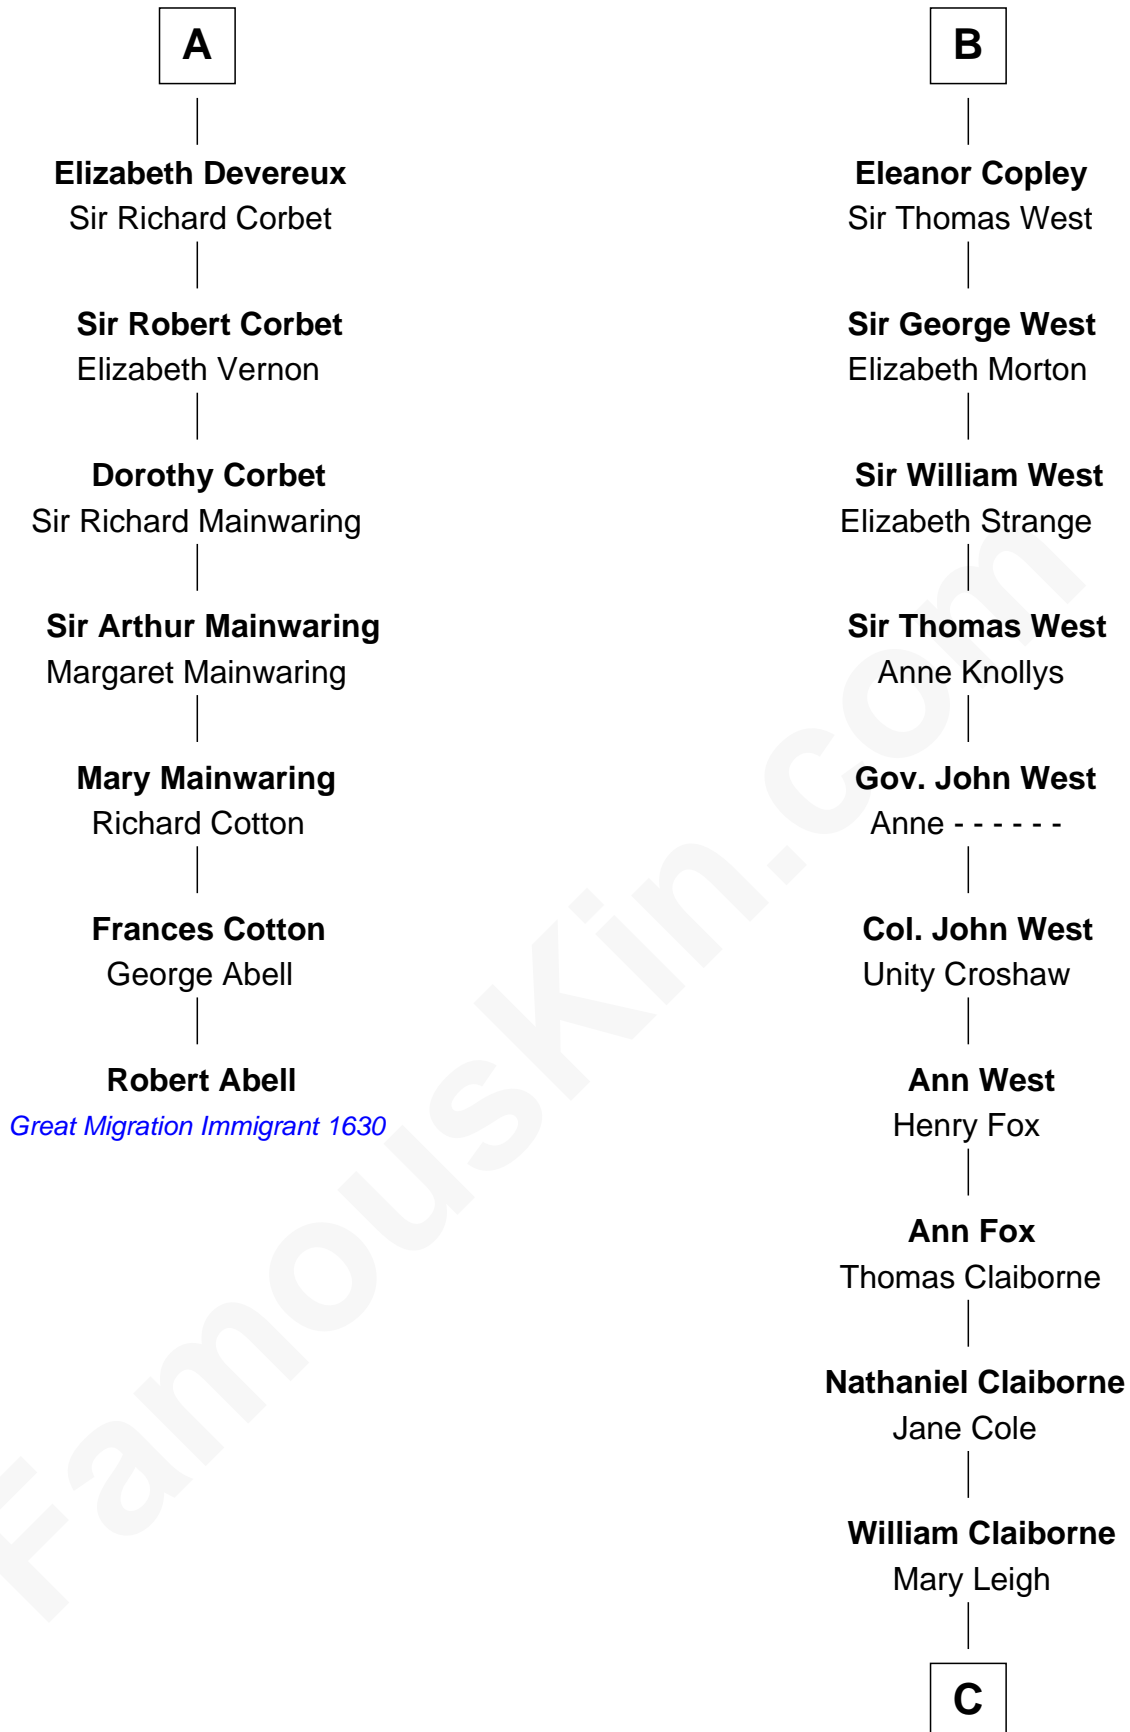 A
Elizabeth Devereux
Sir Richard Corbet
Sir Robert Corbet
Elizabeth Vernon
Dorothy Corbet
Sir Richard Mainwaring
Sir Arthur Mainwaring
Margaret Mainwaring
Mary Mainwaring
Richard Cotton
Frances Cotton
George Abell
Robert Abell
Great Migration Immigrant 1630
B
Eleanor Copley
Sir Thomas West
Sir George West
Elizabeth Morton
Sir William West
Elizabeth Strange
Sir Thomas West
Anne Knollys
Gov. John West
Anne - - - - - -
Col. John West
Unity Croshaw
Ann West
Henry Fox
Ann Fox
Thomas Claiborne
Nathaniel Claiborne
Jane Cole
William Claiborne
Mary Leigh
C
FamousKin.com